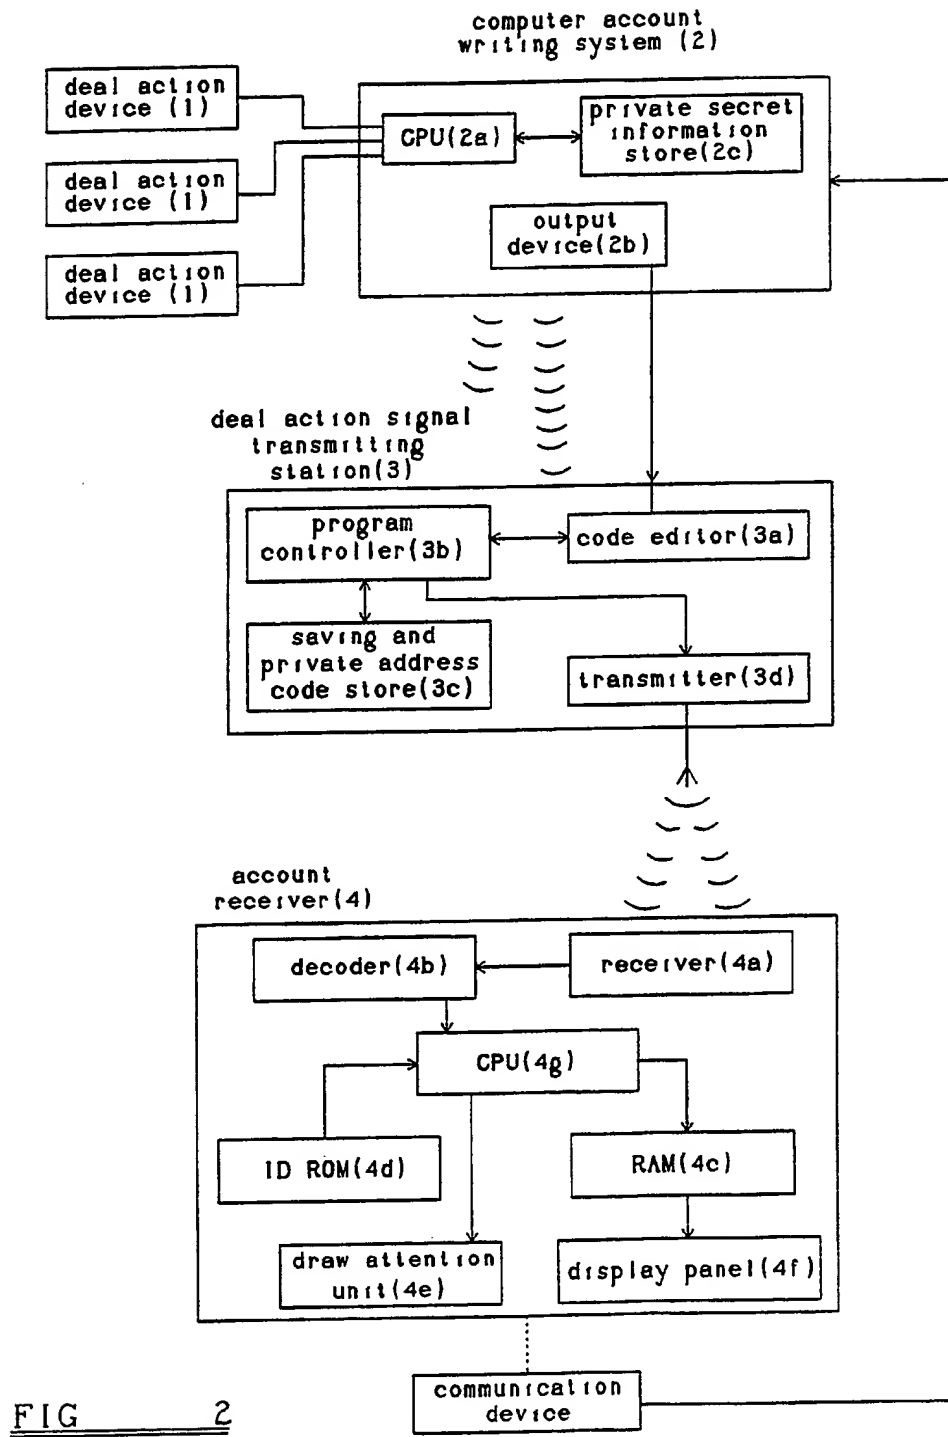 computer account
writing system (2)
deal action
device (1)
deal action
device (1)
deal action
device (1)
CPU(2a)
private secret
information
store(2c)
output
device(2b)
deal action signal
transmitting
station(3)
program
controller(3b)
code editor(3a)
saving and
private address
code store(3c)
transmitter(3d)
account
receiver(4)
decoder(4b)
receiver(4a)
CPU(4g)
ID ROM(4d)
RAM(4c)
draw attention
unit(4e)
display panel(4f)
communication
device
FIG 2